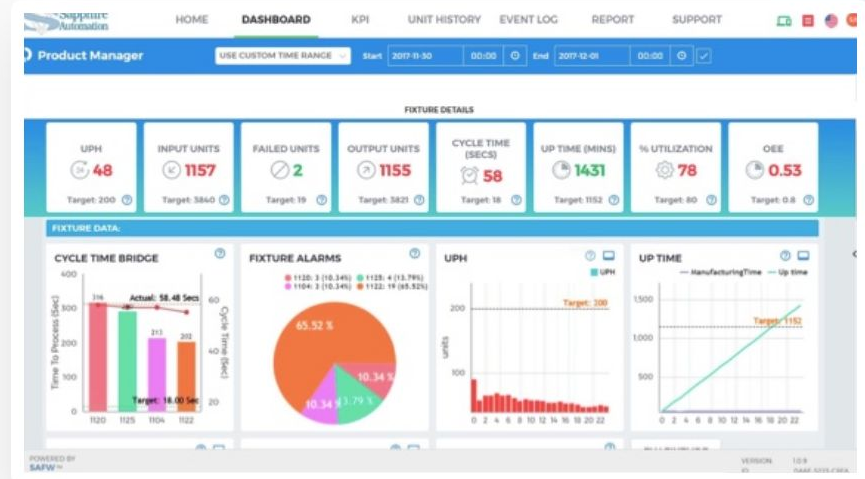 Sapphire
Automation
HOME DASHBOARD KPI UNIT HISTORY EVENT LOG REPORT SUPPORT
Product Manager
USE CUSTOM TIME RANGE Start 2017-11-30 00:00 End 2017-12-01 00:00
FIXTURE DETAILS
UPH
48
Target: 200
INPUT UNITS
1157
Target: 3840
FAILED UNITS
2
Target: 19
OUTPUT UNITS
1155
Target: 3821
CYCLE TIME
(SECS)
58
Target: 18
UP TIME (MINS)
1431
Target: 1152
% UTILIZATION
78
Target: 80
OEE
0.53
Target: 0.8
FIXTURE DATA:
CYCLE TIME BRIDGE
Time To Process (Sec)
400
300
200
100
0
316
213
202
Actual: 58.48 Secs
Target: 18.00 Sec
60
40
20
Cycle Time (Sec)
1120 1125 1104 1122
FIXTURE ALARMS
1120: 3 (10.34%) 1125: 4 (13.79%)
1104: 3 (10.34%) 1122: 19 (65.52%)
65.52 %
10.34 %
13.79 %
10.34
UPH
UPH
Target: 200
units
200
100
0 2 4 6 8 10 12 14 16 18 20 22
UP TIME
ManufacturingTime Up time
Target: 1152
1,500
1,000
500
0 2 4 6 8 10 12 14 16 18 20 22
POWERED BY
SAFW™
VERSION: 1.0.9